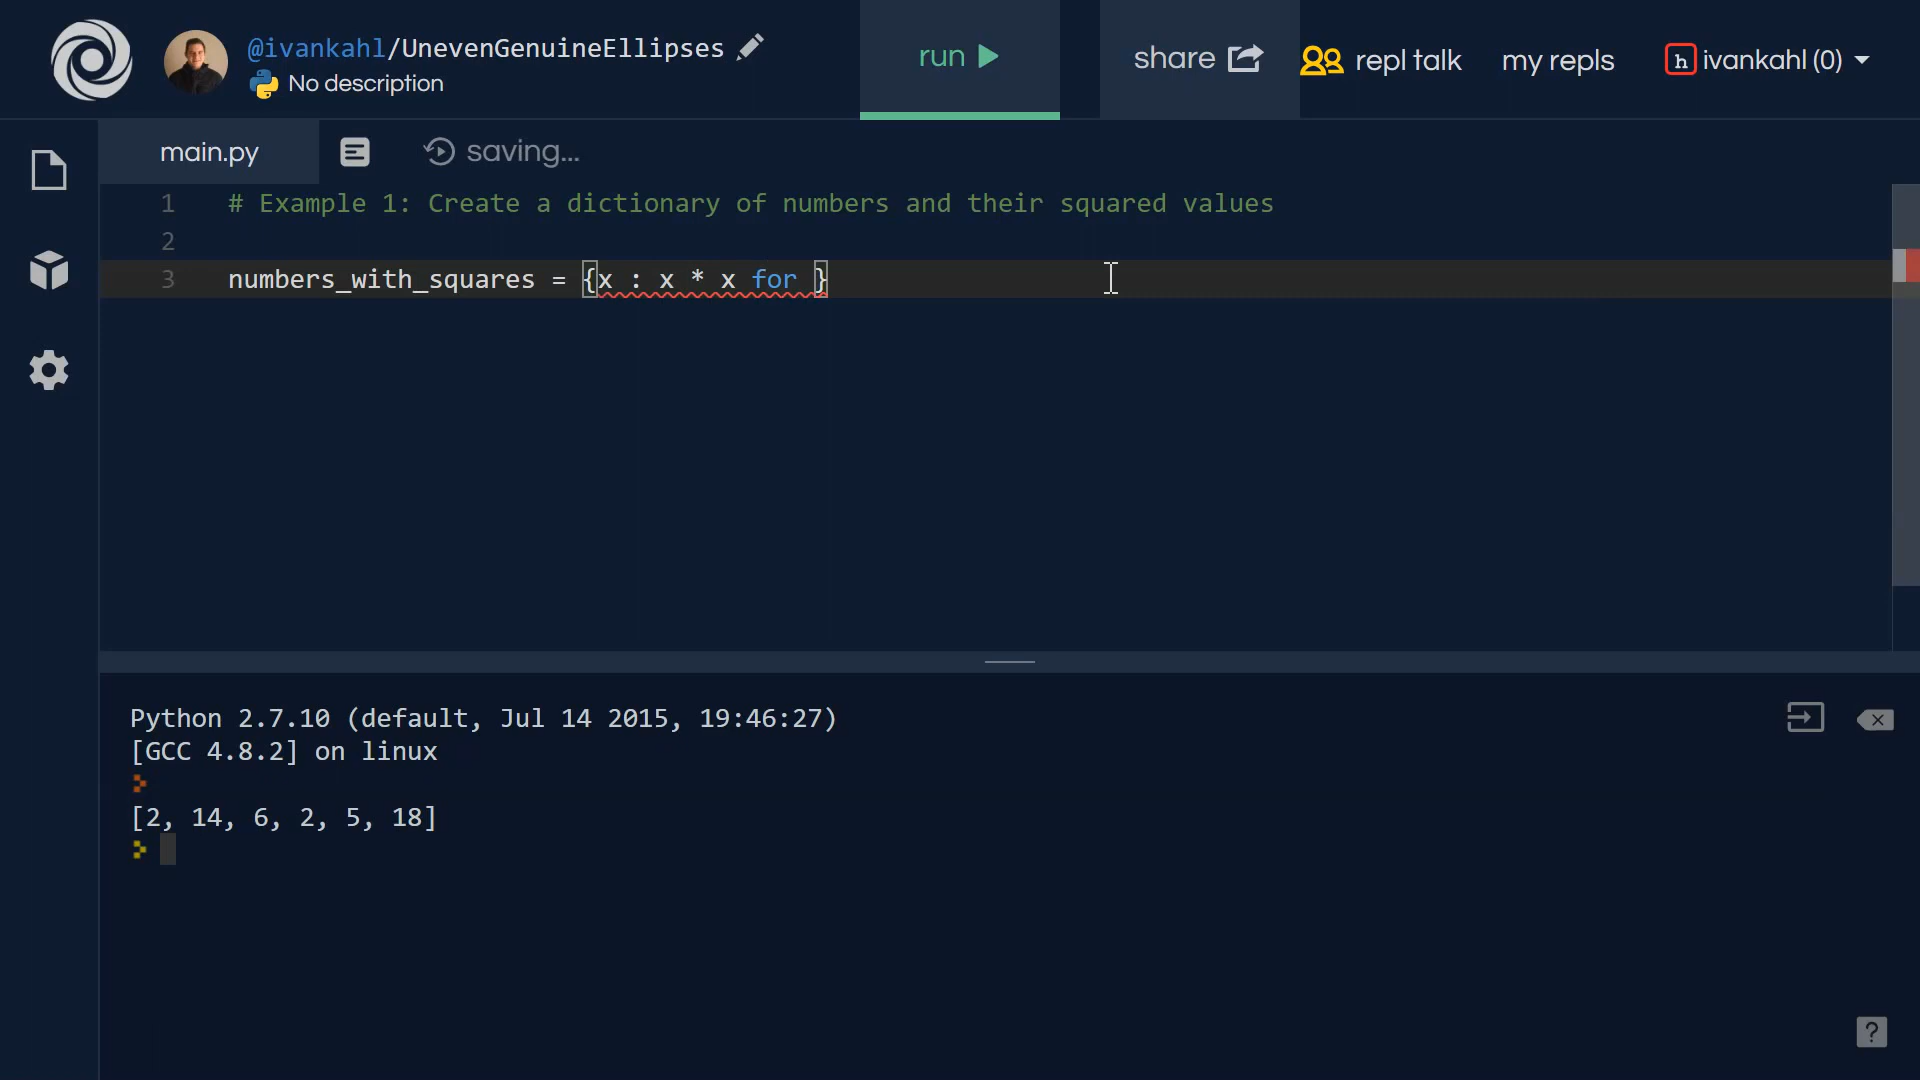 @ivankahl/UnevenGenuineEllipses
No description
run
share
repl talk
my repls
h ivankahl (0)
main.py
saving...
1 # Example 1: Create a dictionary of numbers and their squared values
2
3 numbers_with_squares = {x : x * x for }
Python 2.7.10 (default, Jul 14 2015, 19:46:27)
[GCC 4.8.2] on linux
[2, 14, 6, 2, 5, 18]
?